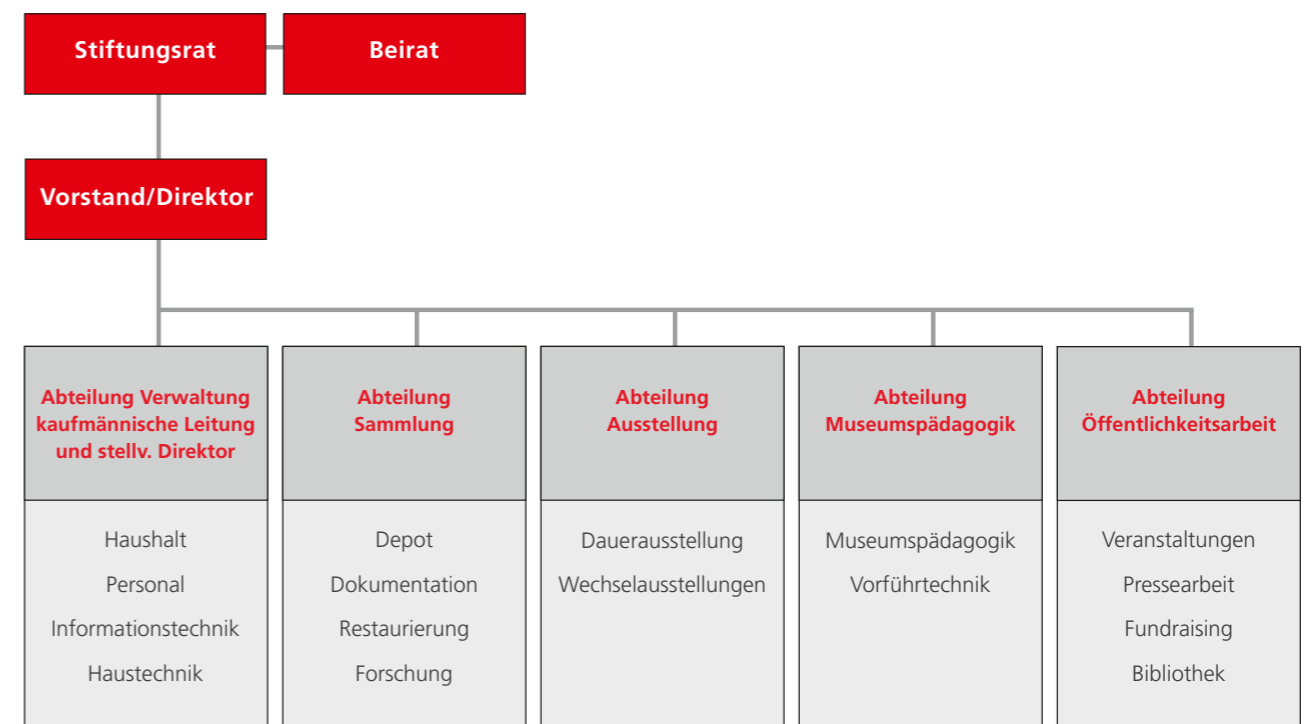 Stiftungsrat
Beirat
Vorstand/Direktor
Abteilung Verwaltung
kaufmännische Leitung
und stellv. Direktor
Haushalt
Personal
Informationstechnik
Haustechnik
Abteilung
Sammlung
Depot
Dokumentation
Restaurierung
Forschung
Abteilung
Ausstellung
Dauerausstellung
Wechselausstellungen
Abteilung
Museumspädagogik
Museumspädagogik
Vorführtechnik
Abteilung
Öffentlichkeitsarbeit
Veranstaltungen
Pressearbeit
Fundraising
Bibliothek